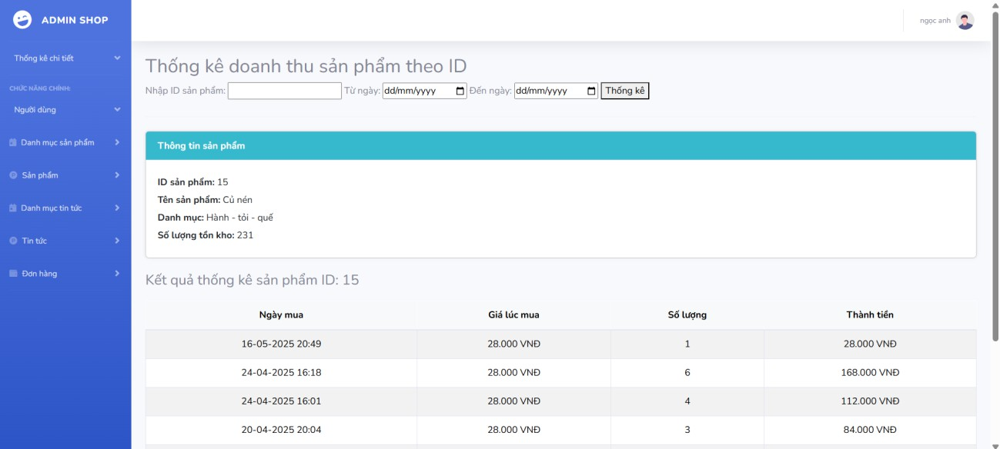 ADMIN SHOP
ngọc anh
Thống kê chi tiết
CHỨC NĂNG CHÍNH:
Người dùng
Danh mục sản phẩm
Sản phẩm
Danh mục tin tức
Tin tức
Đơn hàng
Thống kê doanh thu sản phẩm theo ID
Nhập ID sản phẩm: Từ ngày: dd/mm/yyyy Đến ngày: dd/mm/yyyy Thống kê
Thông tin sản phẩm
ID sản phẩm: 15
Tên sản phẩm: Củ nén
Danh mục: Hành - tỏi - quế
Số lượng tồn kho: 231
Kết quả thống kê sản phẩm ID: 15
Ngày mua Giá lúc mua Số lượng Thành tiền
16-05-2025 20:49 28.000 VNĐ 1 28.000 VNĐ
24-04-2025 16:18 28.000 VNĐ 6 168.000 VNĐ
24-04-2025 16:01 28.000 VNĐ 4 112.000 VNĐ
20-04-2025 20:04 28.000 VNĐ 3 84.000 VNĐ